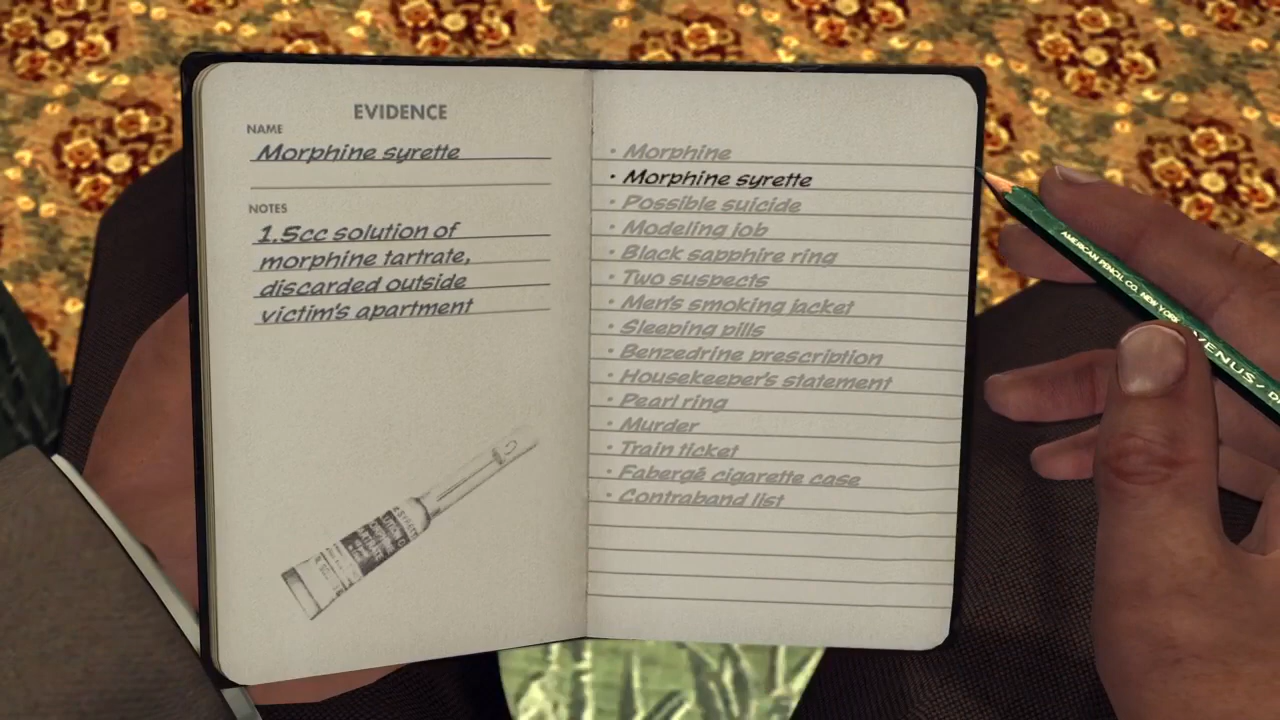 EVIDENCE
NAME
Morphine syrette
NOTES
1.5cc solution of
morphine tartrate,
discarded outside
victim's apartment
• Morphine
• Morphine syrette
• Possible suicide
• Modeling job
• Black sapphire ring
• Two suspects
• Men's smoking jacket
• Sleeping pills
• Benzedrine prescription
• Housekeeper's statement
• Pearl ring
• Murder
• Train ticket
• Fabergé cigarette case
• Contraband list
AMERICAN PENCIL CO. NEW YORK
VENUS